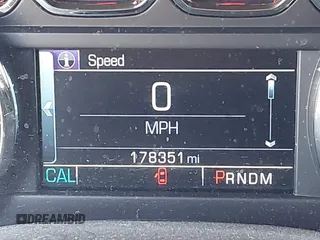 Speed
0
MPH
178351 mi
CAL PRNDM
DREAMBID